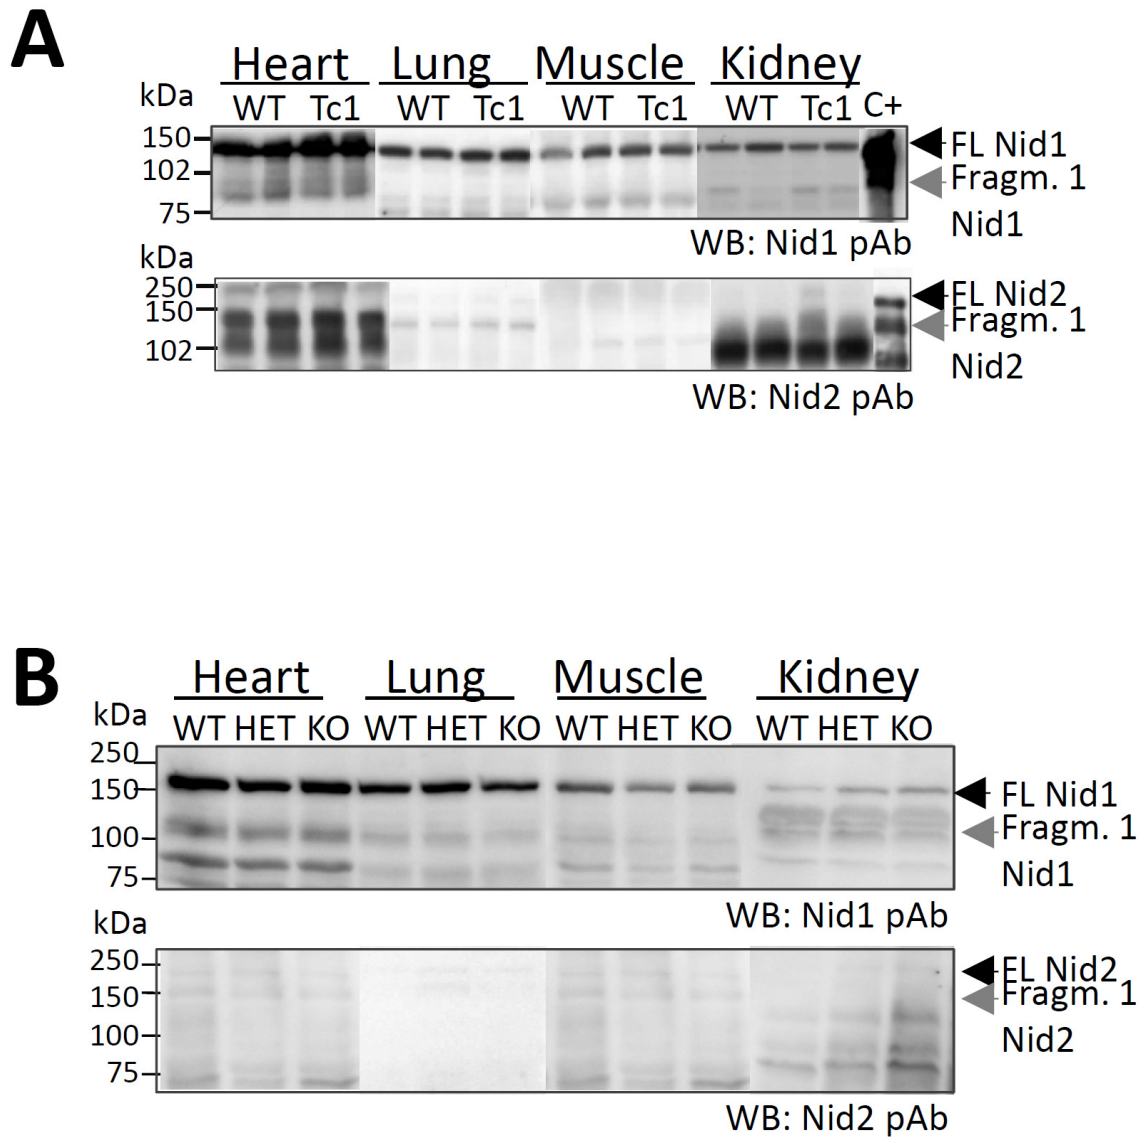 A
Heart Lung Muscle Kidney
kDa WT Tc1 WT Tc1 WT Tc1 WT Tc1 C+
150 FL Nid1
102 Fragm. 1
75 Nid1
WB: Nid1 pAb
kDa
250 FL Nid2
150 Fragm. 1
102 Nid2
WB: Nid2 pAb
B
Heart Lung Muscle Kidney
kDa WT HET KO WT HET KO WT HET KO WT HET KO
250
150 FL Nid1
100 Fragm. 1
75 Nid1
WB: Nid1 pAb
kDa
250 FL Nid2
150 Fragm. 1
100 Nid2
75
WB: Nid2 pAb